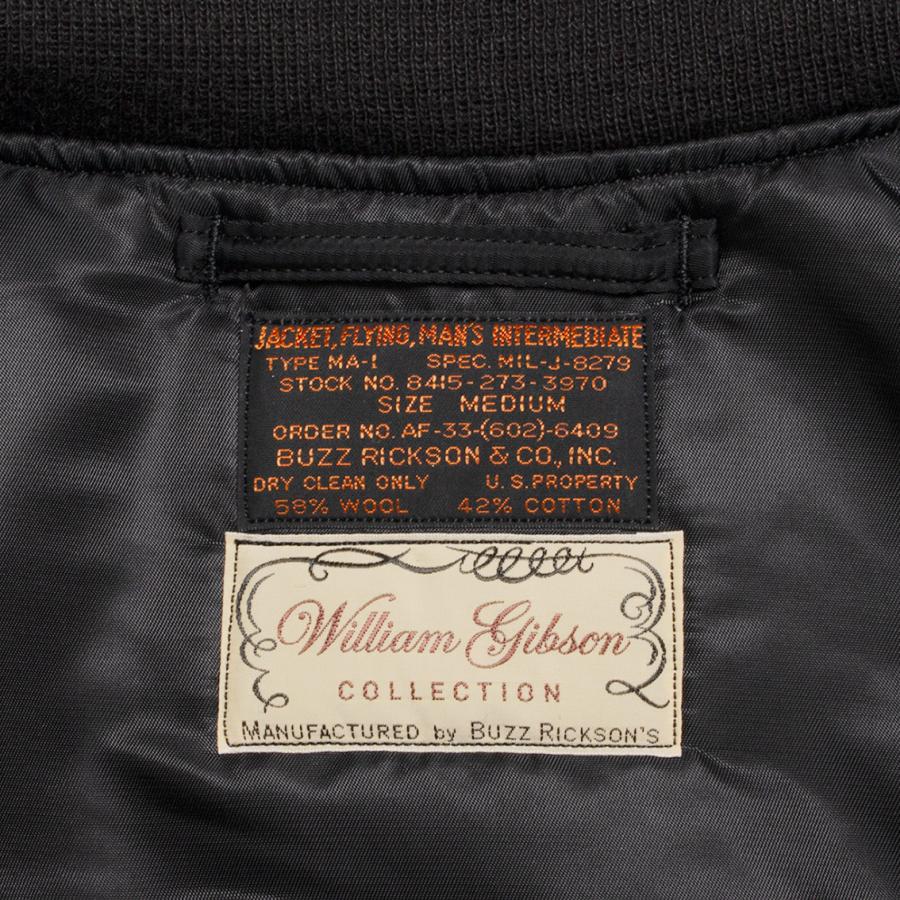 JACKET, FLYING, MAN'S INTERMEDIATE
TYPE MA-1 SPEC. MIL-J-8279
STOCK NO. 8415-273-3970
SIZE MEDIUM
ORDER NO. AF-33-(602)-6409
BUZZ RICKSON & CO., INC.
DRY CLEAN ONLY U.S. PROPERTY
58% WOOL 42% COTTON
William Gibson
COLLECTION
MANUFACTURED by BUZZ RICKSON'S